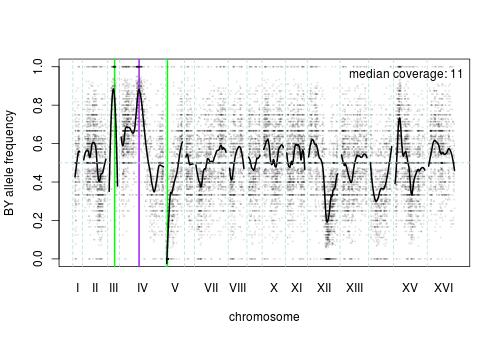 median coverage: 11
BY allele frequency
0.0 0.2 0.4 0.6 0.8 1.0
I II III IV V VII VIII X XI XII XIII XV XVI
chromosome